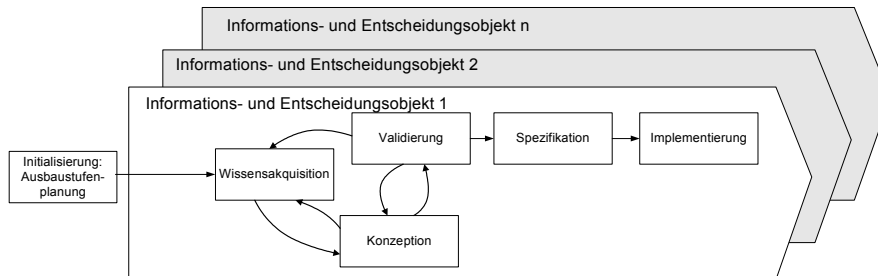 Informations- und Entscheidungsobjekt n
Informations- und Entscheidungsobjekt 2
Informations- und Entscheidungsobjekt 1
Validierung
Spezifikation
Implementierung
Initialisierung:
Ausbaustufen-
planung
Wissensakquisition
Konzeption